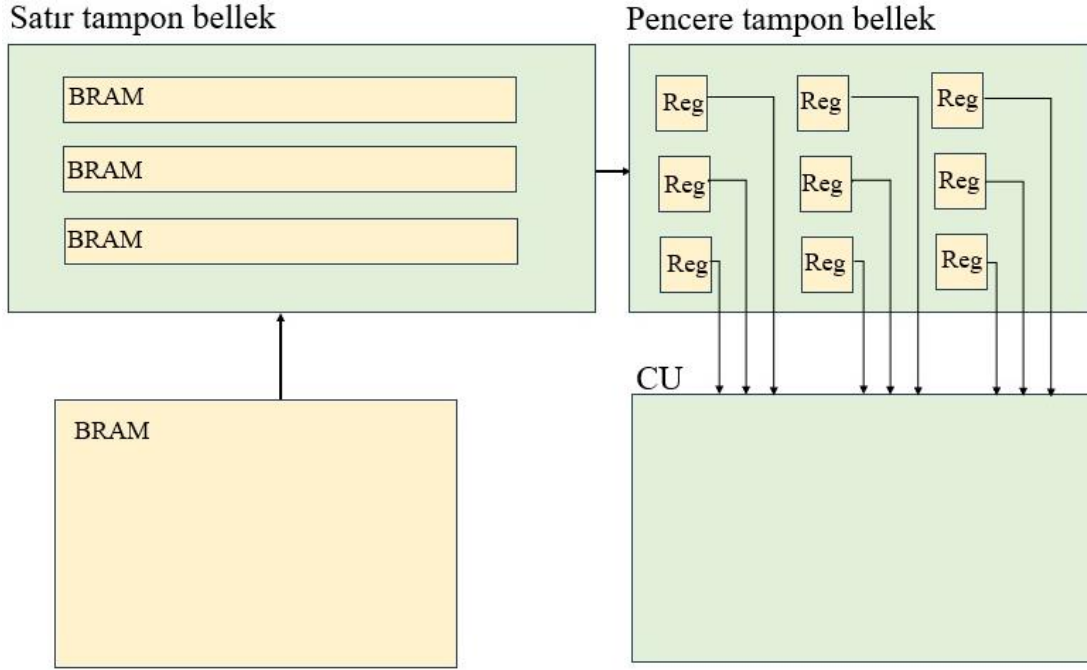 Satır tampon bellek
BRAM
BRAM
BRAM
Pencere tampon bellek
Reg
Reg
Reg
Reg
Reg
Reg
Reg
Reg
Reg
BRAM
CU